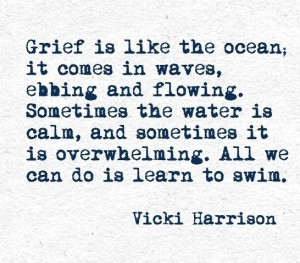 Grief is like the ocean;
it comes in waves,
ebbing and flowing.
Sometimes the water is
calm, and sometimes it
is overwhelming. All we
can do is learn to swim.
Vicki Harrison